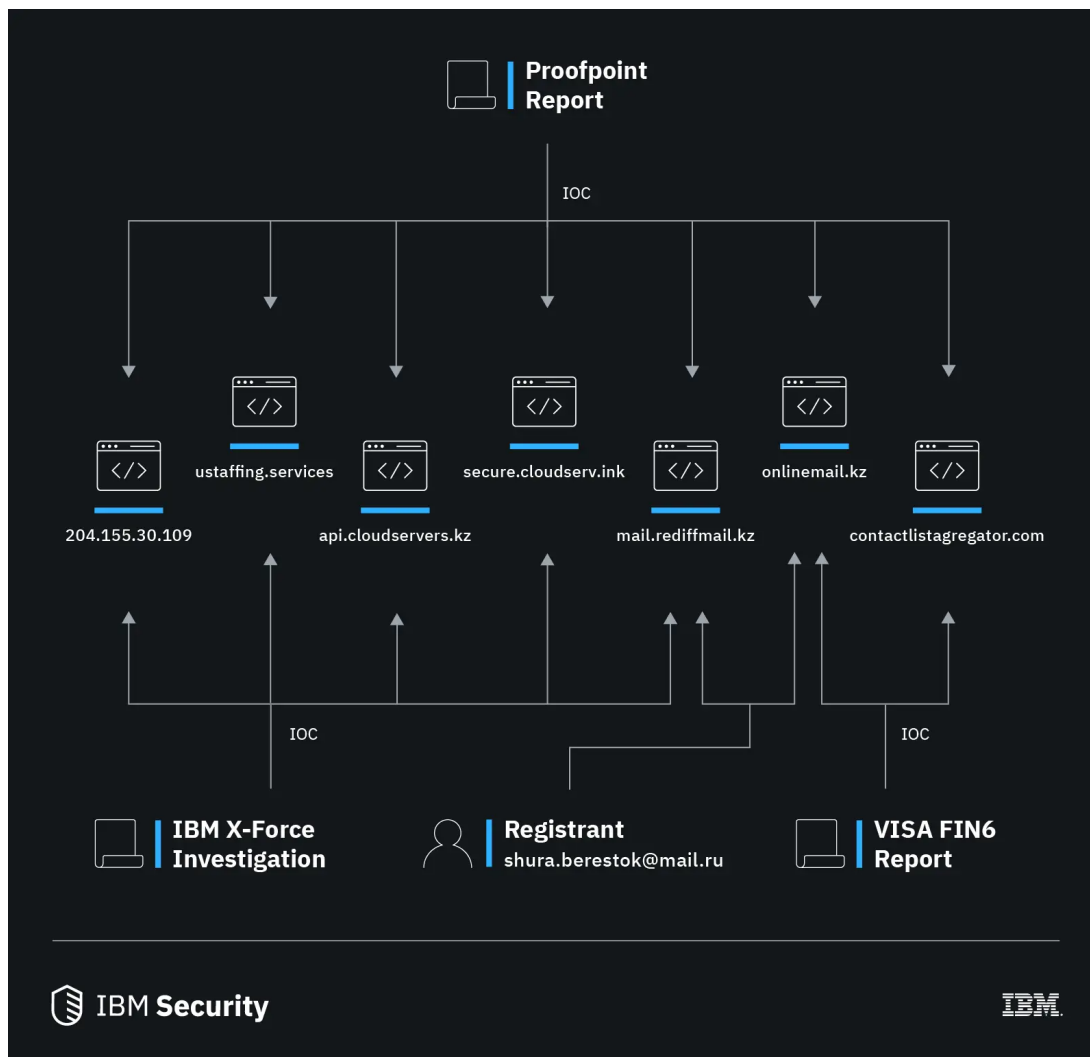 Proofpoint
Report
IOC
ustaffing.services
secure.cloudserv.ink
onlinemail.kz
204.155.30.109
api.cloudservers.kz
mail.rediffmail.kz
contactlistagregator.com
IOC
IOC
IBM X-Force
Investigation
Registrant
shura.berestok@mail.ru
VISA FIN6
Report
IBM Security
IBM